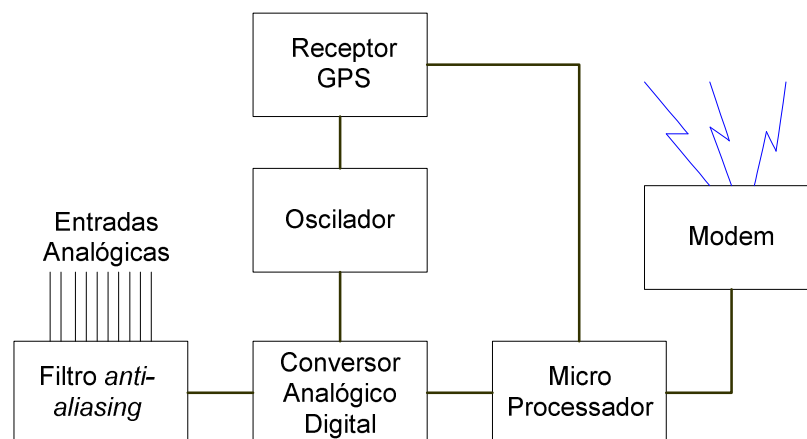 Receptor
GPS
Oscilador
Entradas
Analógicas
Modem
Filtro anti-
aliasing
Conversor
Analógico
Digital
Micro
Processador